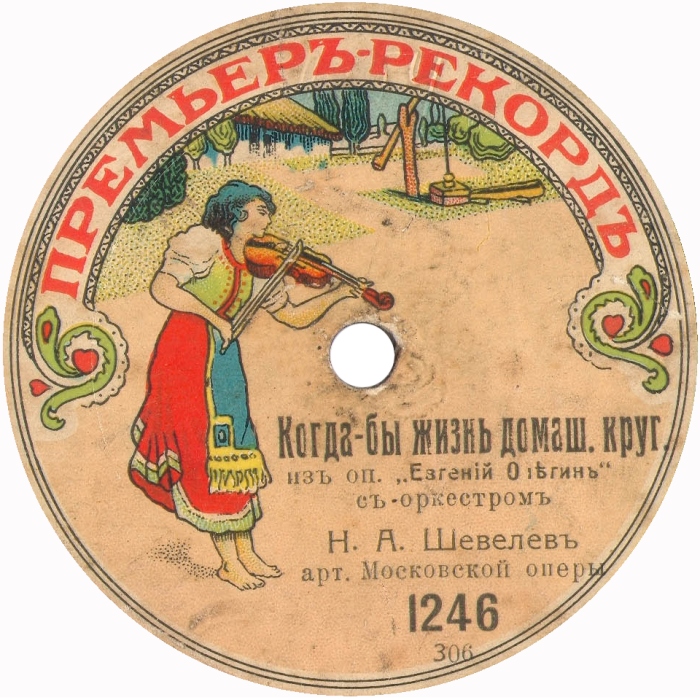 ПРЕМЬЕРЪ-РЕКОРДЪ
Когда-бы жизнь домаш. круг.
изъ оп. „Евгеній Онѣгинъ"
съ-оркестромъ
Н. А. Шевелевъ
арт. Московской оперы
1246
306